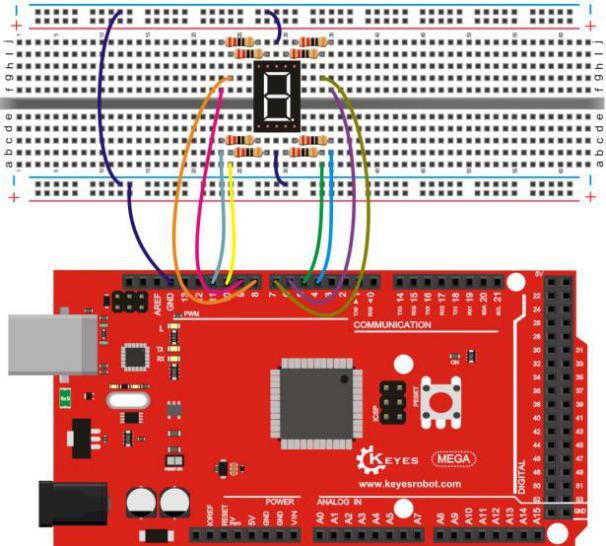 + +
a b c d e f g h i j
a b c d e f g h i j
+ +
AREF
GND
13
12
11
10
9
8
7
6
5
4
3
2
TX0 1
RX0 0
TX3 14
RX3 15
TX2 16
RX2 17
TX1 18
RX1 19
SDA 20
SCL 21
PWM
COMMUNICATION
L
TX
RX
ON
ICSP
RESET
KEYES
MEGA
www.keyesrobot.com
5V
22
24
26
28
30
32
34
36
38
40
42
44
46
48
50
52
31
33
35
37
39
41
43
45
47
49
51
53
GND
DIGITAL
POWER
ANALOG IN
IOREF
RESET
3V
5V
GND
GND
VIN
A0
A1
A2
A3
A4
A5
A6
A7
A8
A9
A10
A11
A12
A13
A14
A15